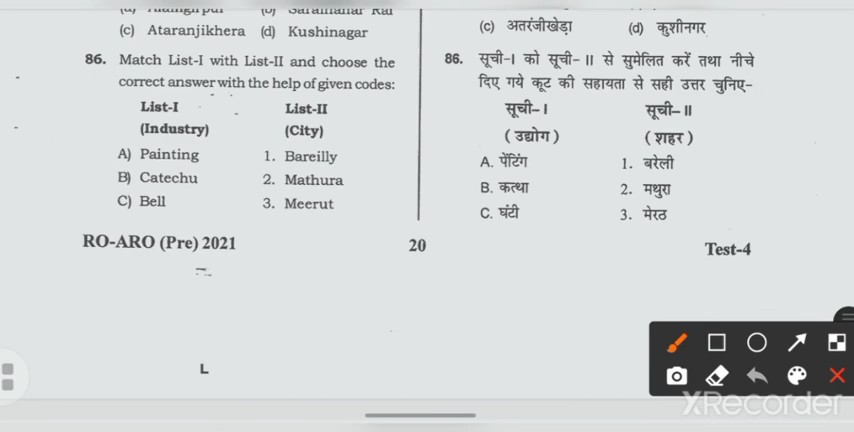 (c) Ataranjikhera (d) Kushinagar
86. Match List-I with List-II and choose the
correct answer with the help of given codes:
List-I List-II
(Industry) (City)
A) Painting 1. Bareilly
B) Catechu 2. Mathura
C) Bell 3. Meerut
(c) अतरंजीखेड़ा (d) कुशीनगर
86. सूची-I को सूची- II से सुमेलित करें तथा नीचे
दिए गये कूट की सहायता से सही उत्तर चुनिए-
सूची- I सूची- II
( उद्योग ) ( शहर )
A. पेंटिंग 1. बरेली
B. कत्था 2. मथुरा
C. घंटी 3. मेरठ
RO-ARO (Pre) 2021 20 Test-4
L
XRecorder